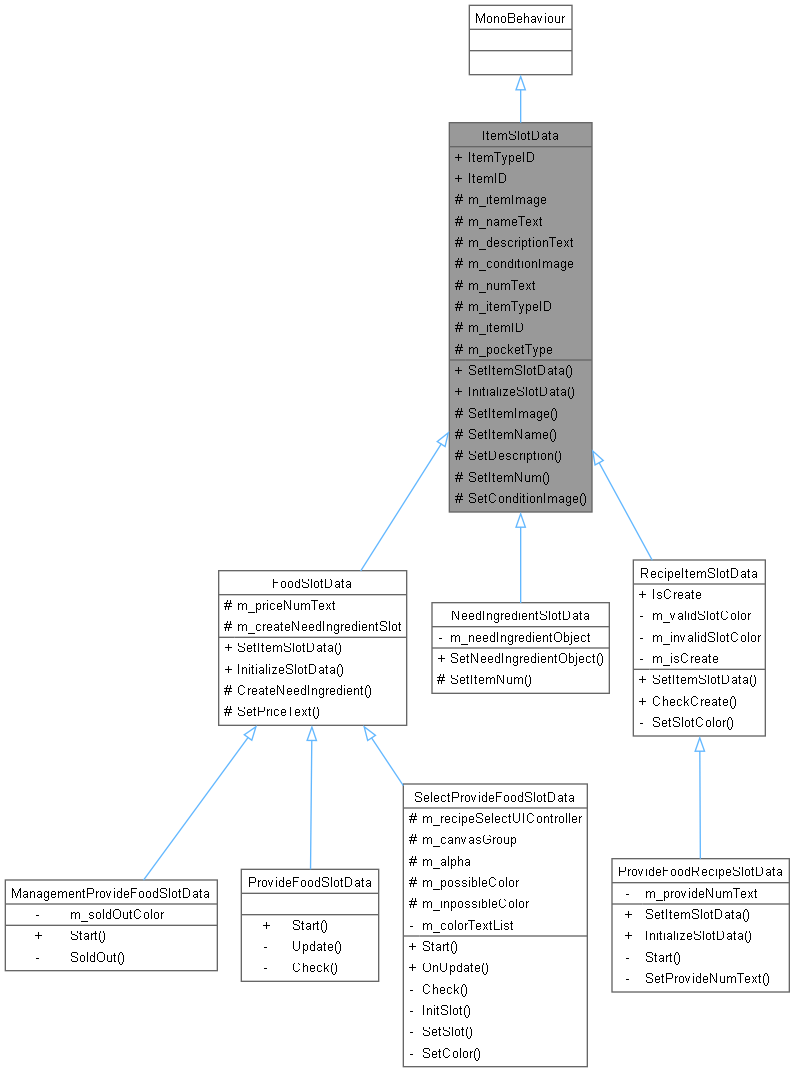 MonoBehaviour
ItemSlotData
+ ItemTypeID
+ ItemID
# m_itemImage
# m_nameText
# m_descriptionText
# m_conditionImage
# m_numText
# m_itemTypeID
# m_itemID
# m_pocketType
+ SetItemSlotData()
+ InitializeSlotData()
# SetItemImage()
# SetItemName()
# SetDescription()
# SetItemNum()
# SetConditionImage()
FoodSlotData
# m_priceNumText
# m_createNeedIngredientSlot
+ SetItemSlotData()
+ InitializeSlotData()
# CreateNeedIngredient()
# SetPriceText()
NeedIngredientSlotData
- m_needIngredientObject
+ SetNeedIngredientObject()
# SetItemNum()
RecipeItemSlotData
+ IsCreate
- m_validSlotColor
- m_invalidSlotColor
- m_isCreate
+ SetItemSlotData()
+ CheckCreate()
- SetSlotColor()
ManagementProvideFoodSlotData
- m_soldOutColor
+ Start()
- SoldOut()
ProvideFoodSlotData
+ Start()
- Update()
- Check()
SelectProvideFoodSlotData
# m_recipeSelectUIController
# m_canvasGroup
# m_alpha
# m_possibleColor
# m_inpossibleColor
- m_colorTextList
+ Start()
+ OnUpdate()
- Check()
- InitSlot()
- SetSlot()
- SetColor()
ProvideFoodRecipeSlotData
- m_provideNumText
+ SetItemSlotData()
+ InitializeSlotData()
- Start()
- SetProvideNumText()